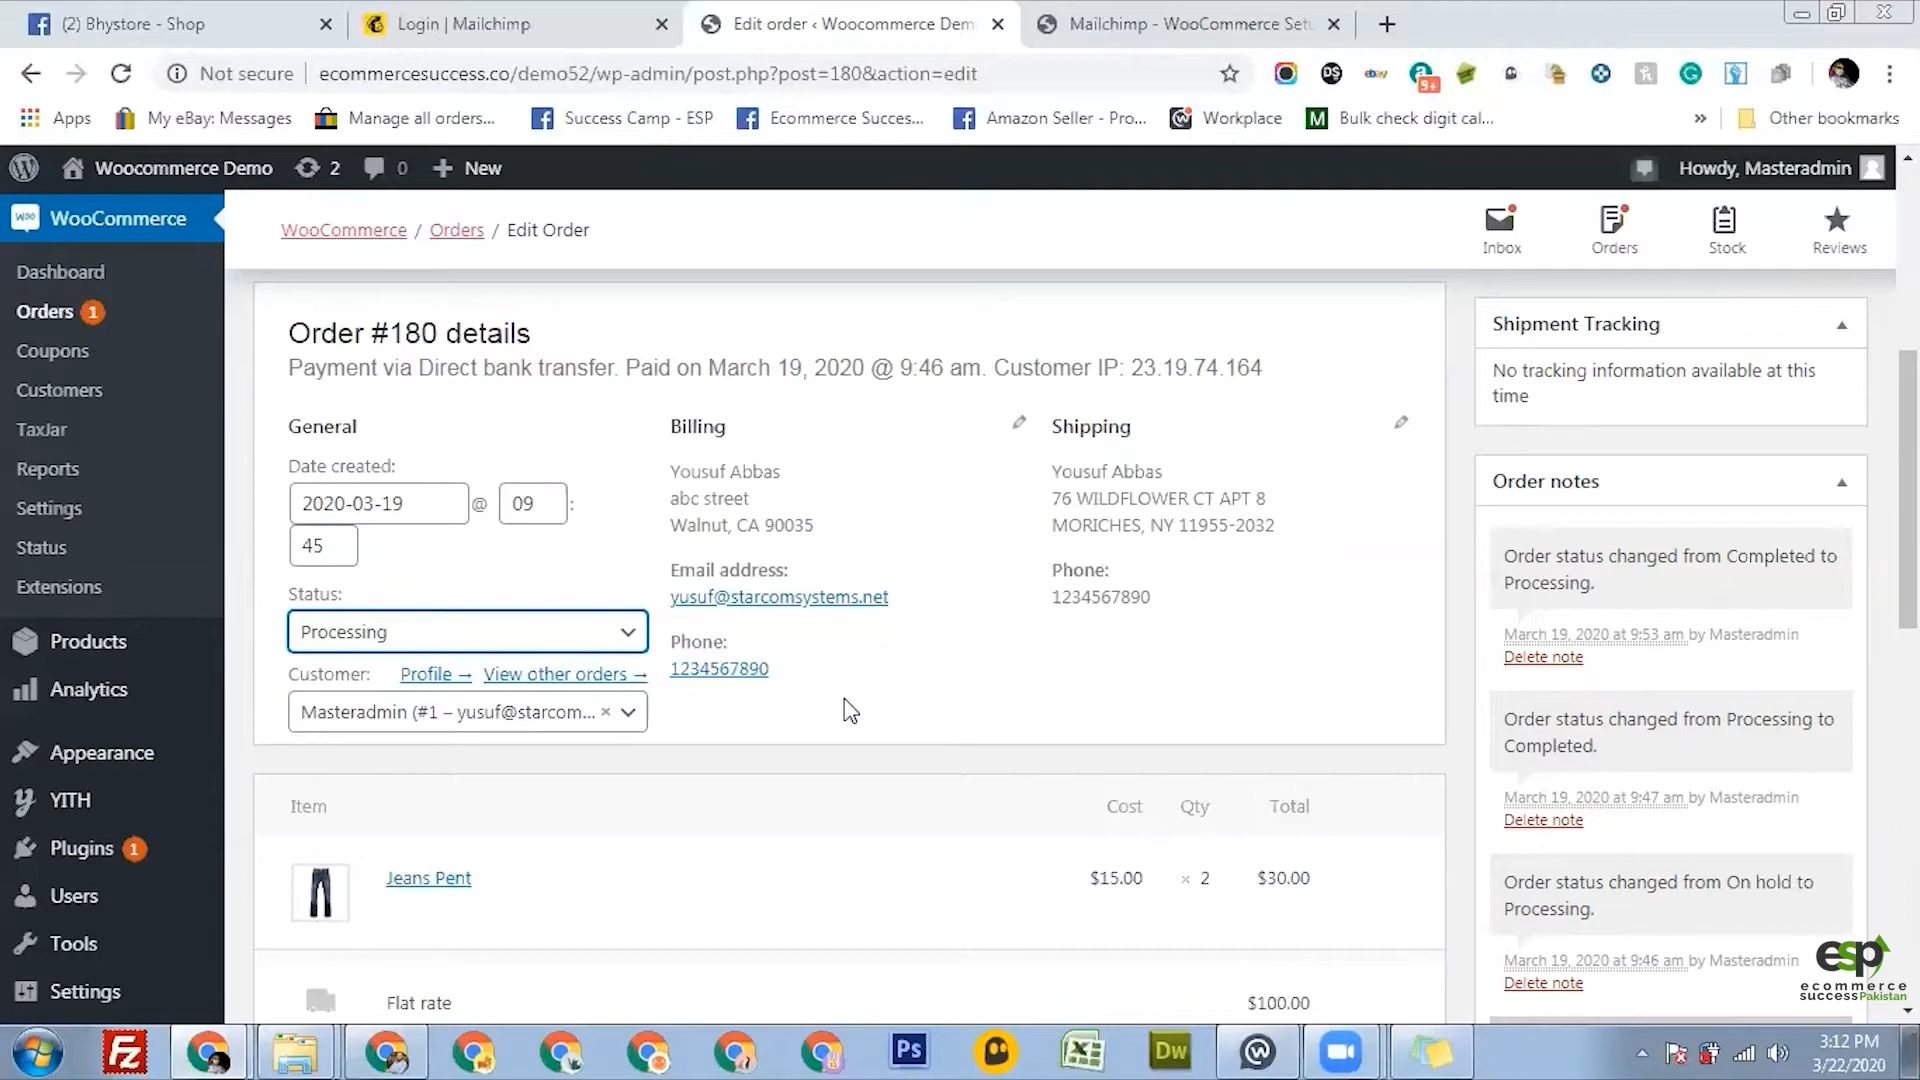 (2) Bhystore - Shop
Login | Mailchimp
Edit order ‹ Woocommerce Dem
Mailchimp - WooCommerce Setu
Not secure
ecommercesuccess.co/demo52/wp-admin/post.php?post=180&action=edit
DS
ebay
9+
Apps
My eBay: Messages
Manage all orders...
Success Camp - ESP
Ecommerce Succes...
Amazon Seller - Pro...
Workplace
M
Bulk check digit cal...
»
Other bookmarks
Woocommerce Demo
2
0
New
Howdy, Masteradmin
WooCommerce
Dashboard
Orders 1
Coupons
Customers
TaxJar
Reports
Settings
Status
Extensions
Products
Analytics
Appearance
YITH
Plugins 1
Users
Tools
Settings
WooCommerce / Orders / Edit Order
Inbox
Orders
Stock
Reviews
Order #180 details
Payment via Direct bank transfer. Paid on March 19, 2020 @ 9:46 am. Customer IP: 23.19.74.164
General
Date created:
2020-03-19 @ 09 :
45
Status:
Processing
Customer: Profile → View other orders →
Masteradmin (#1 – yusuf@starcom... ×
Billing
Yousuf Abbas
abc street
Walnut, CA 90035
Email address:
yusuf@starcomsystems.net
Phone:
1234567890
Shipping
Yousuf Abbas
76 WILDFLOWER CT APT 8
MORICHES, NY 11955-2032
Phone:
1234567890
Item Cost Qty Total
Jeans Pent $15.00 × 2 $30.00
Flat rate $100.00
Shipment Tracking
No tracking information available at this
time
Order notes
Order status changed from Completed to
Processing.
March 19, 2020 at 9:53 am by Masteradmin
Delete note
Order status changed from Processing to
Completed.
March 19, 2020 at 9:47 am by Masteradmin
Delete note
Order status changed from On hold to
Processing.
March 19, 2020 at 9:46 am by Masteradmin
Delete note
esp
ecommerce
success Pakistan
Fz
Ps
Dw
3:12 PM
3/22/2020